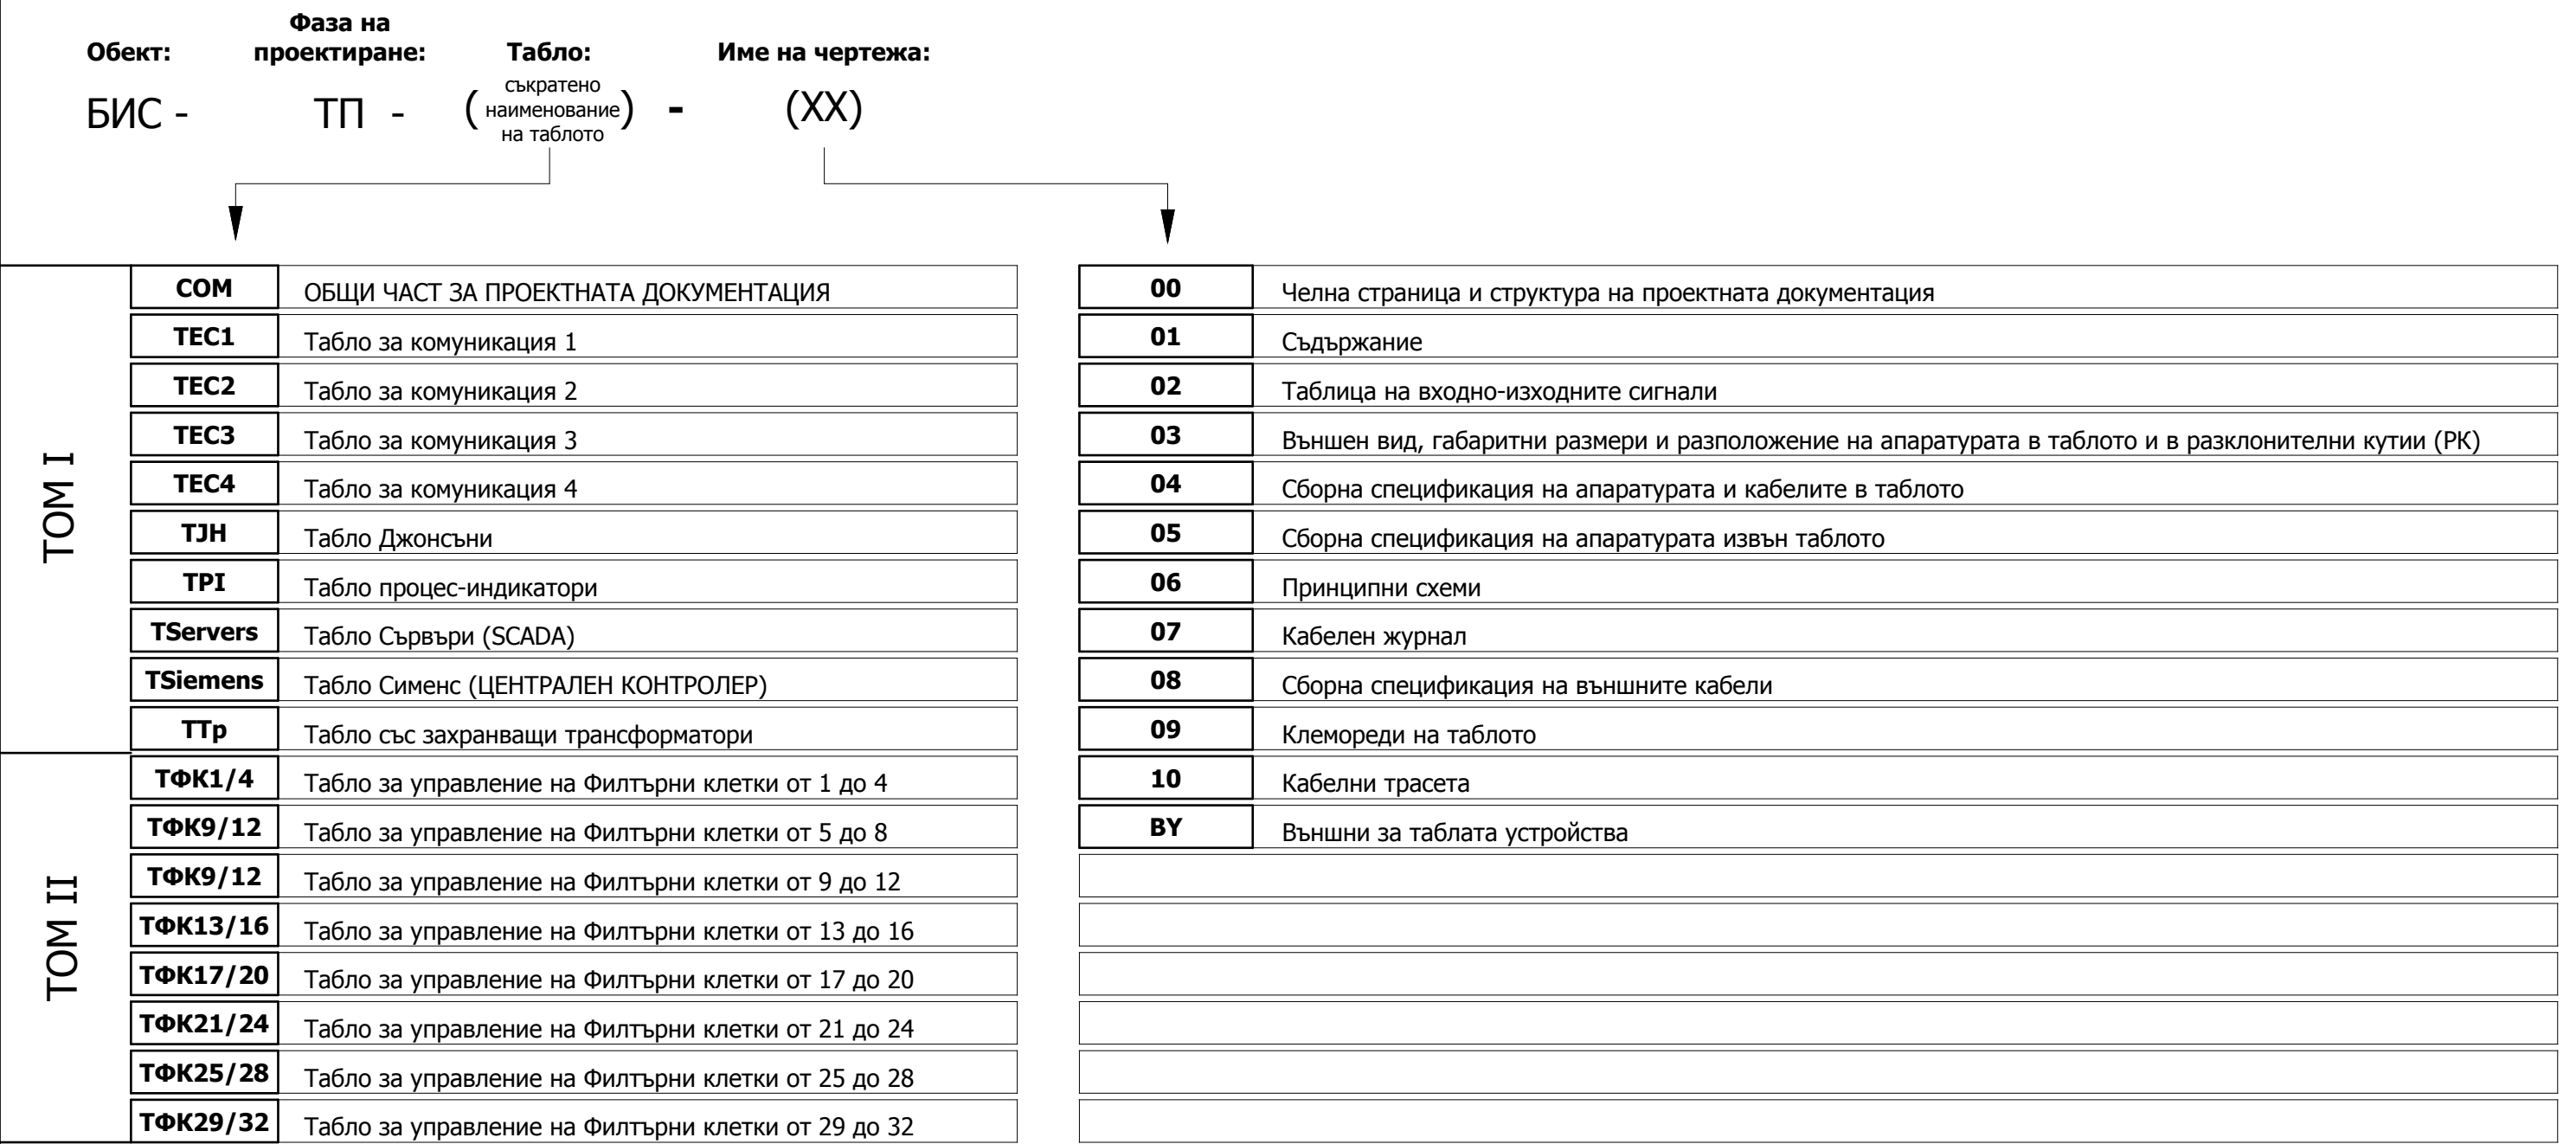 Фаза на
Обект: проектиране: Табло: Име на чертежа:
съкратено
БИС - ТП - ( наименование ) - (XX)
на таблото
ТОМ I
COM ОБЩИ ЧАСТ ЗА ПРОЕКТНАТА ДОКУМЕНТАЦИЯ
TEC1 Табло за комуникация 1
TEC2 Табло за комуникация 2
TEC3 Табло за комуникация 3
TEC4 Табло за комуникация 4
TJH Табло Джонсъни
TPI Табло процес-индикатори
TServers Табло Сървъри (SCADA)
TSiemens Табло Сименс (ЦЕНТРАЛЕН КОНТРОЛЕР)
ТТр Табло със захранващи трансформатори
ТОМ II
ТФК1/4 Табло за управление на Филтърни клетки от 1 до 4
ТФК9/12 Табло за управление на Филтърни клетки от 5 до 8
ТФК9/12 Табло за управление на Филтърни клетки от 9 до 12
ТФК13/16 Табло за управление на Филтърни клетки от 13 до 16
ТФК17/20 Табло за управление на Филтърни клетки от 17 до 20
ТФК21/24 Табло за управление на Филтърни клетки от 21 до 24
ТФК25/28 Табло за управление на Филтърни клетки от 25 до 28
ТФК29/32 Табло за управление на Филтърни клетки от 29 до 32
00 Челна страница и структура на проектната документация
01 Съдържание
02 Таблица на входно-изходните сигнали
03 Външен вид, габаритни размери и разположение на апаратурата в таблото и в разклонителни кутии (РК)
04 Сборна спецификация на апаратурата и кабелите в таблото
05 Сборна спецификация на апаратурата извън таблото
06 Принципни схеми
07 Кабелен журнал
08 Сборна спецификация на външните кабели
09 Клемореди на таблото
10 Кабелни трасета
BY Външни за таблата устройства